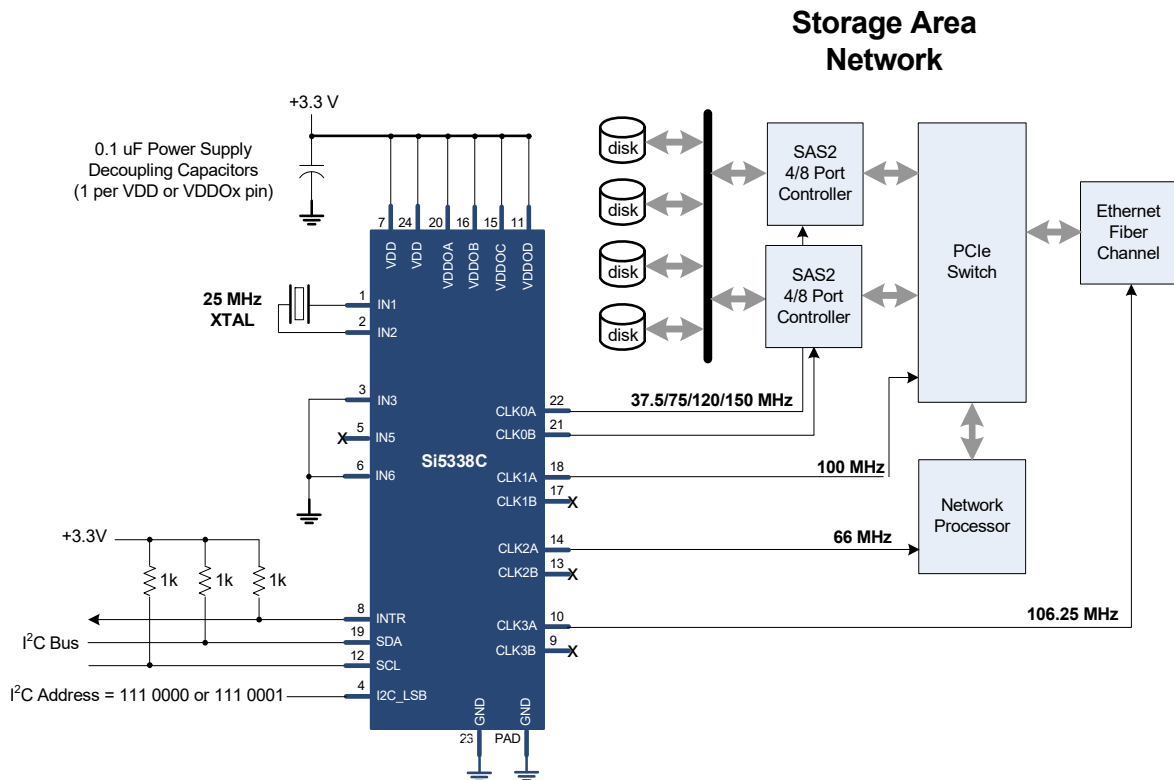 Storage Area
Network
+3.3 V
0.1 uF Power Supply
Decoupling Capacitors
(1 per VDD or VDDOx pin)
7
24
20
16
15
11
VDD
VDD
VDDOA
VDDOB
VDDOC
VDDOD
25 MHz
XTAL
1
IN1
2
IN2
3
IN3
5
X
IN5
6
IN6
Si5338C
+3.3V
1k
1k
1k
8
INTR
I2C Bus
19
SDA
12
SCL
I2C Address = 111 0000 or 111 0001
4
I2C_LSB
GND
GND
23
PAD
CLK0A
22
37.5/75/120/150 MHz
CLK0B
21
CLK1A
18
100 MHz
CLK1B
17
X
CLK2A
14
66 MHz
CLK2B
13
X
CLK3A
10
106.25 MHz
CLK3B
9
X
disk
disk
disk
disk
SAS2
4/8 Port
Controller
SAS2
4/8 Port
Controller
PCIe
Switch
Ethernet
Fiber
Channel
Network
Processor